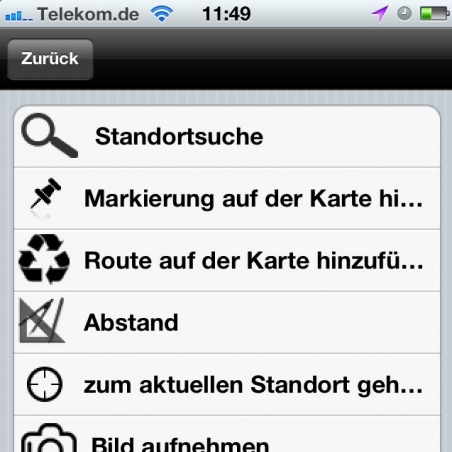 Telekom.de 11:49
Zurück
Standortsuche
Markierung auf der Karte hi...
Route auf der Karte hinzufü...
Abstand
zum aktuellen Standort geh...
Bild aufnehmen